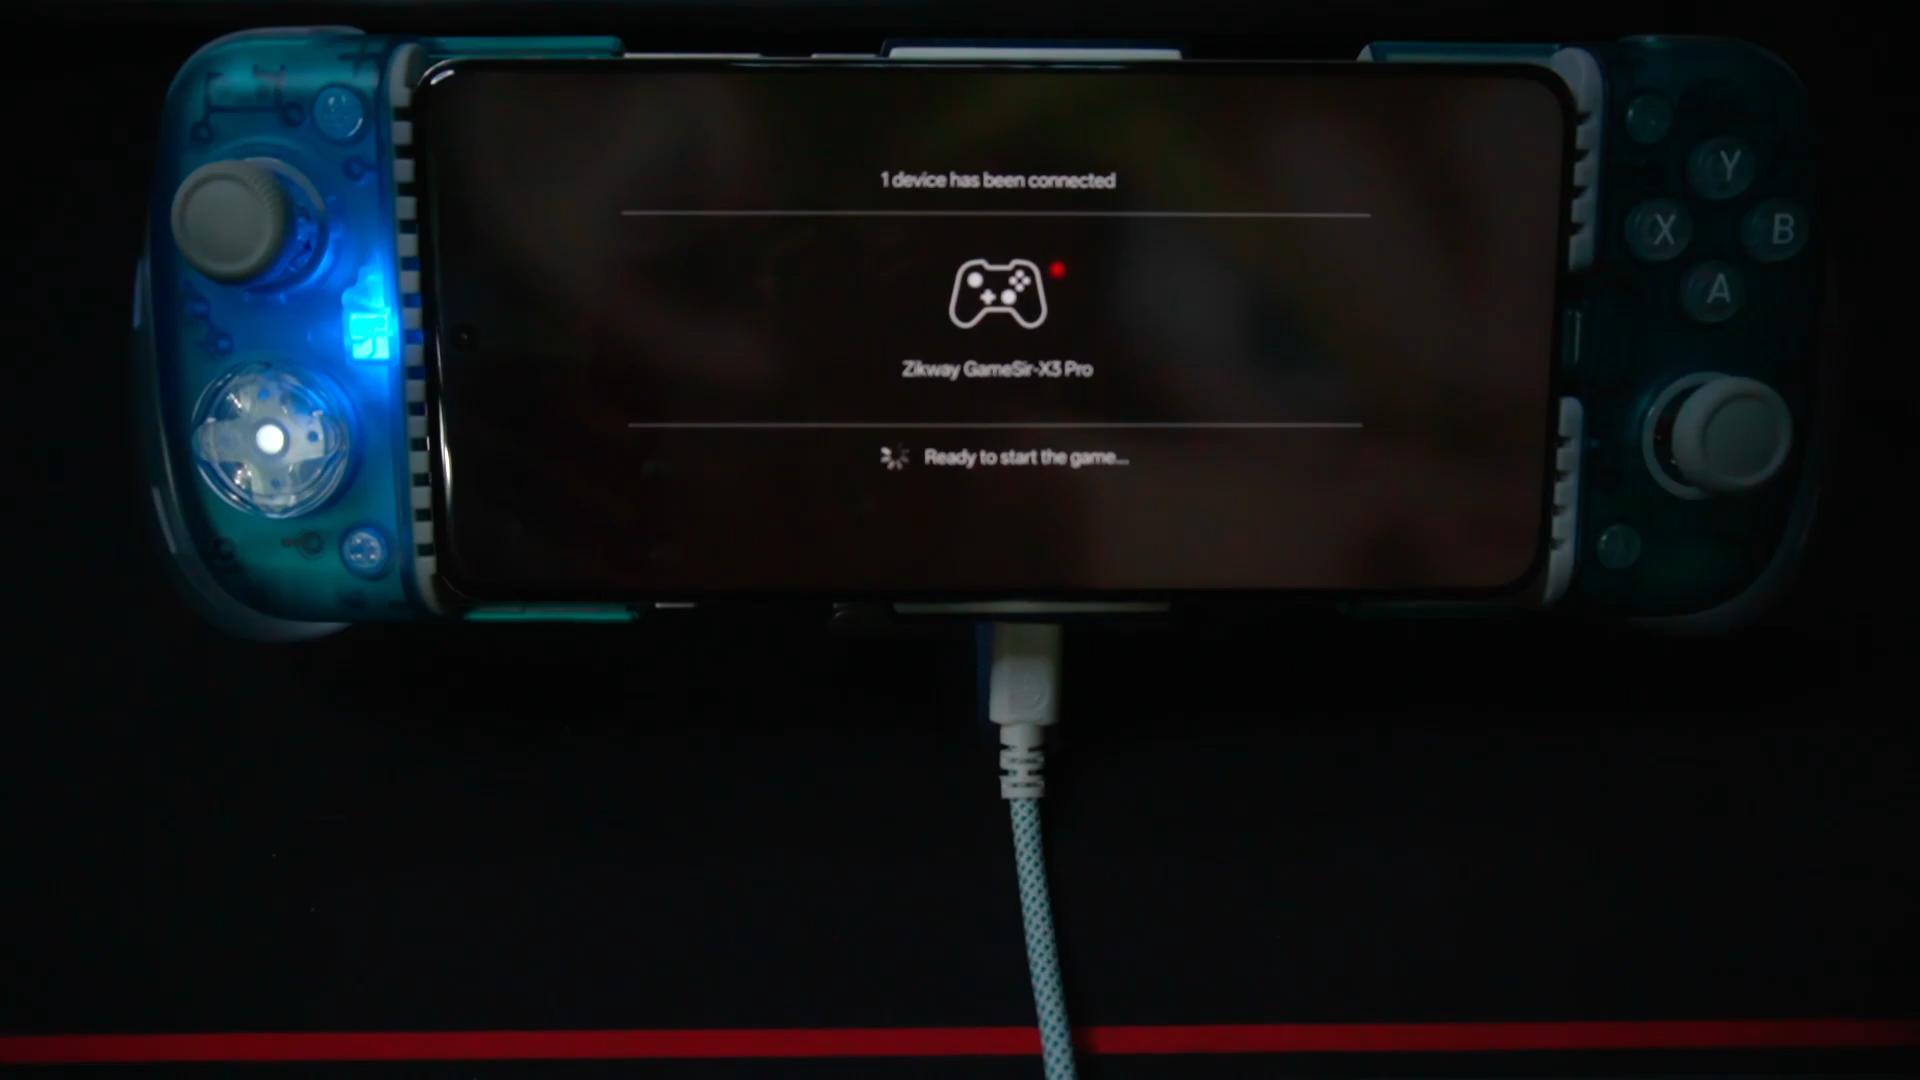 1 device has been connected
Zikway GameSir-X3 Pro
Ready to start the game...
Y
X
B
A